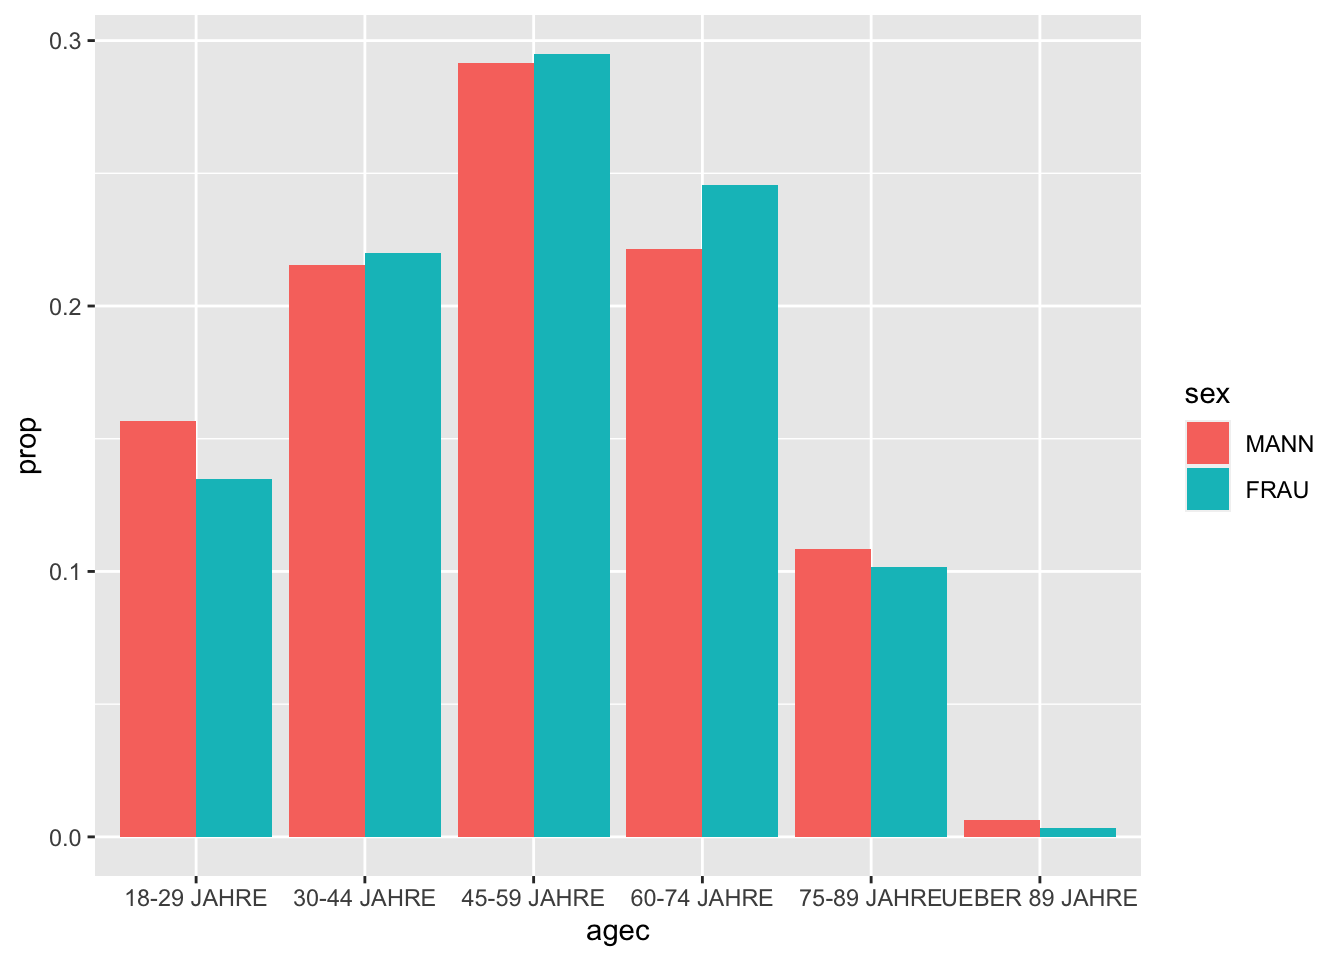 0.3
0.2
0.1
0.0
prop
18-29 JAHRE
30-44 JAHRE
45-59 JAHRE
60-74 JAHRE
75-89 JAHRE
UEBER 89 JAHRE
agec
sex
MANN
FRAU